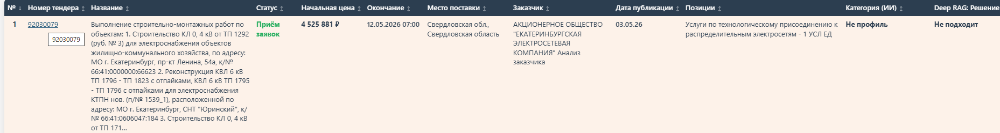 № ↓ Номер тендера ↕ Название ↕ Статус ↕ Начальная цена ↕ Окончание ↕ Место поставки ↕ Заказчик ↕ Дата публикации ↕ Позиции ↕ Категория (ИИ) ↕ Deep RAG: Решение
1
92030079
92030079
Выполнение строительно-монтажных работ по
объектам: 1. Строительство КЛ 0, 4 кВ от ТП 1292
(руб. № 3) для электроснабжения объектов
жилищно-коммунального хозяйства, по адресу:
МО г. Екатеринбург, пр-кт Ленина, 54а, к/№
66:41:0000000:66623 2. Реконструкция КВЛ 6 кВ
ТП 1796 - ТП 1823 с отпайками, КВЛ 6 кВ ТП 1795
- ТП 1796 с отпайками для электроснабжения
КТПН нов. (п/№ 1539_1), расположенной по
адресу: МО г. Екатеринбург, СНТ "Юринский", к/
№ 66:41:0606047:184 3. Строительство КЛ 0, 4 кВ
от ТП 171...
Приём
заявок
4 525 881 ₽
12.05.2026 07:00
Свердловская обл.,
Свердловская область
АКЦИОНЕРНОЕ ОБЩЕСТВО
"ЕКАТЕРИНБУРГСКАЯ
ЭЛЕКТРОСЕТЕВАЯ
КОМПАНИЯ" Анализ
заказчика
03.05.26
Услуги по технологическому присоединению к
распределительным электросетям - 1 УСЛ ЕД
Не профиль
Не подходит